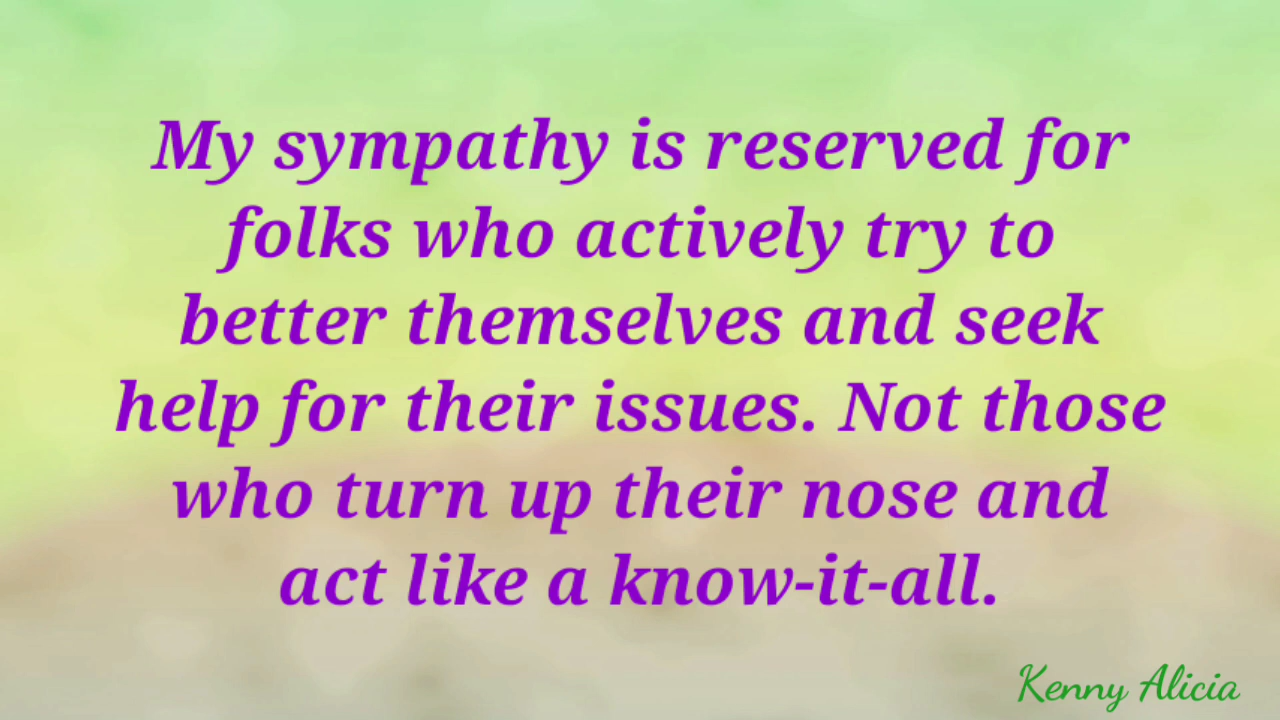 My sympathy is reserved for
folks who actively try to
better themselves and seek
help for their issues. Not those
who turn up their nose and
act like a know-it-all.
Kenny Alicia